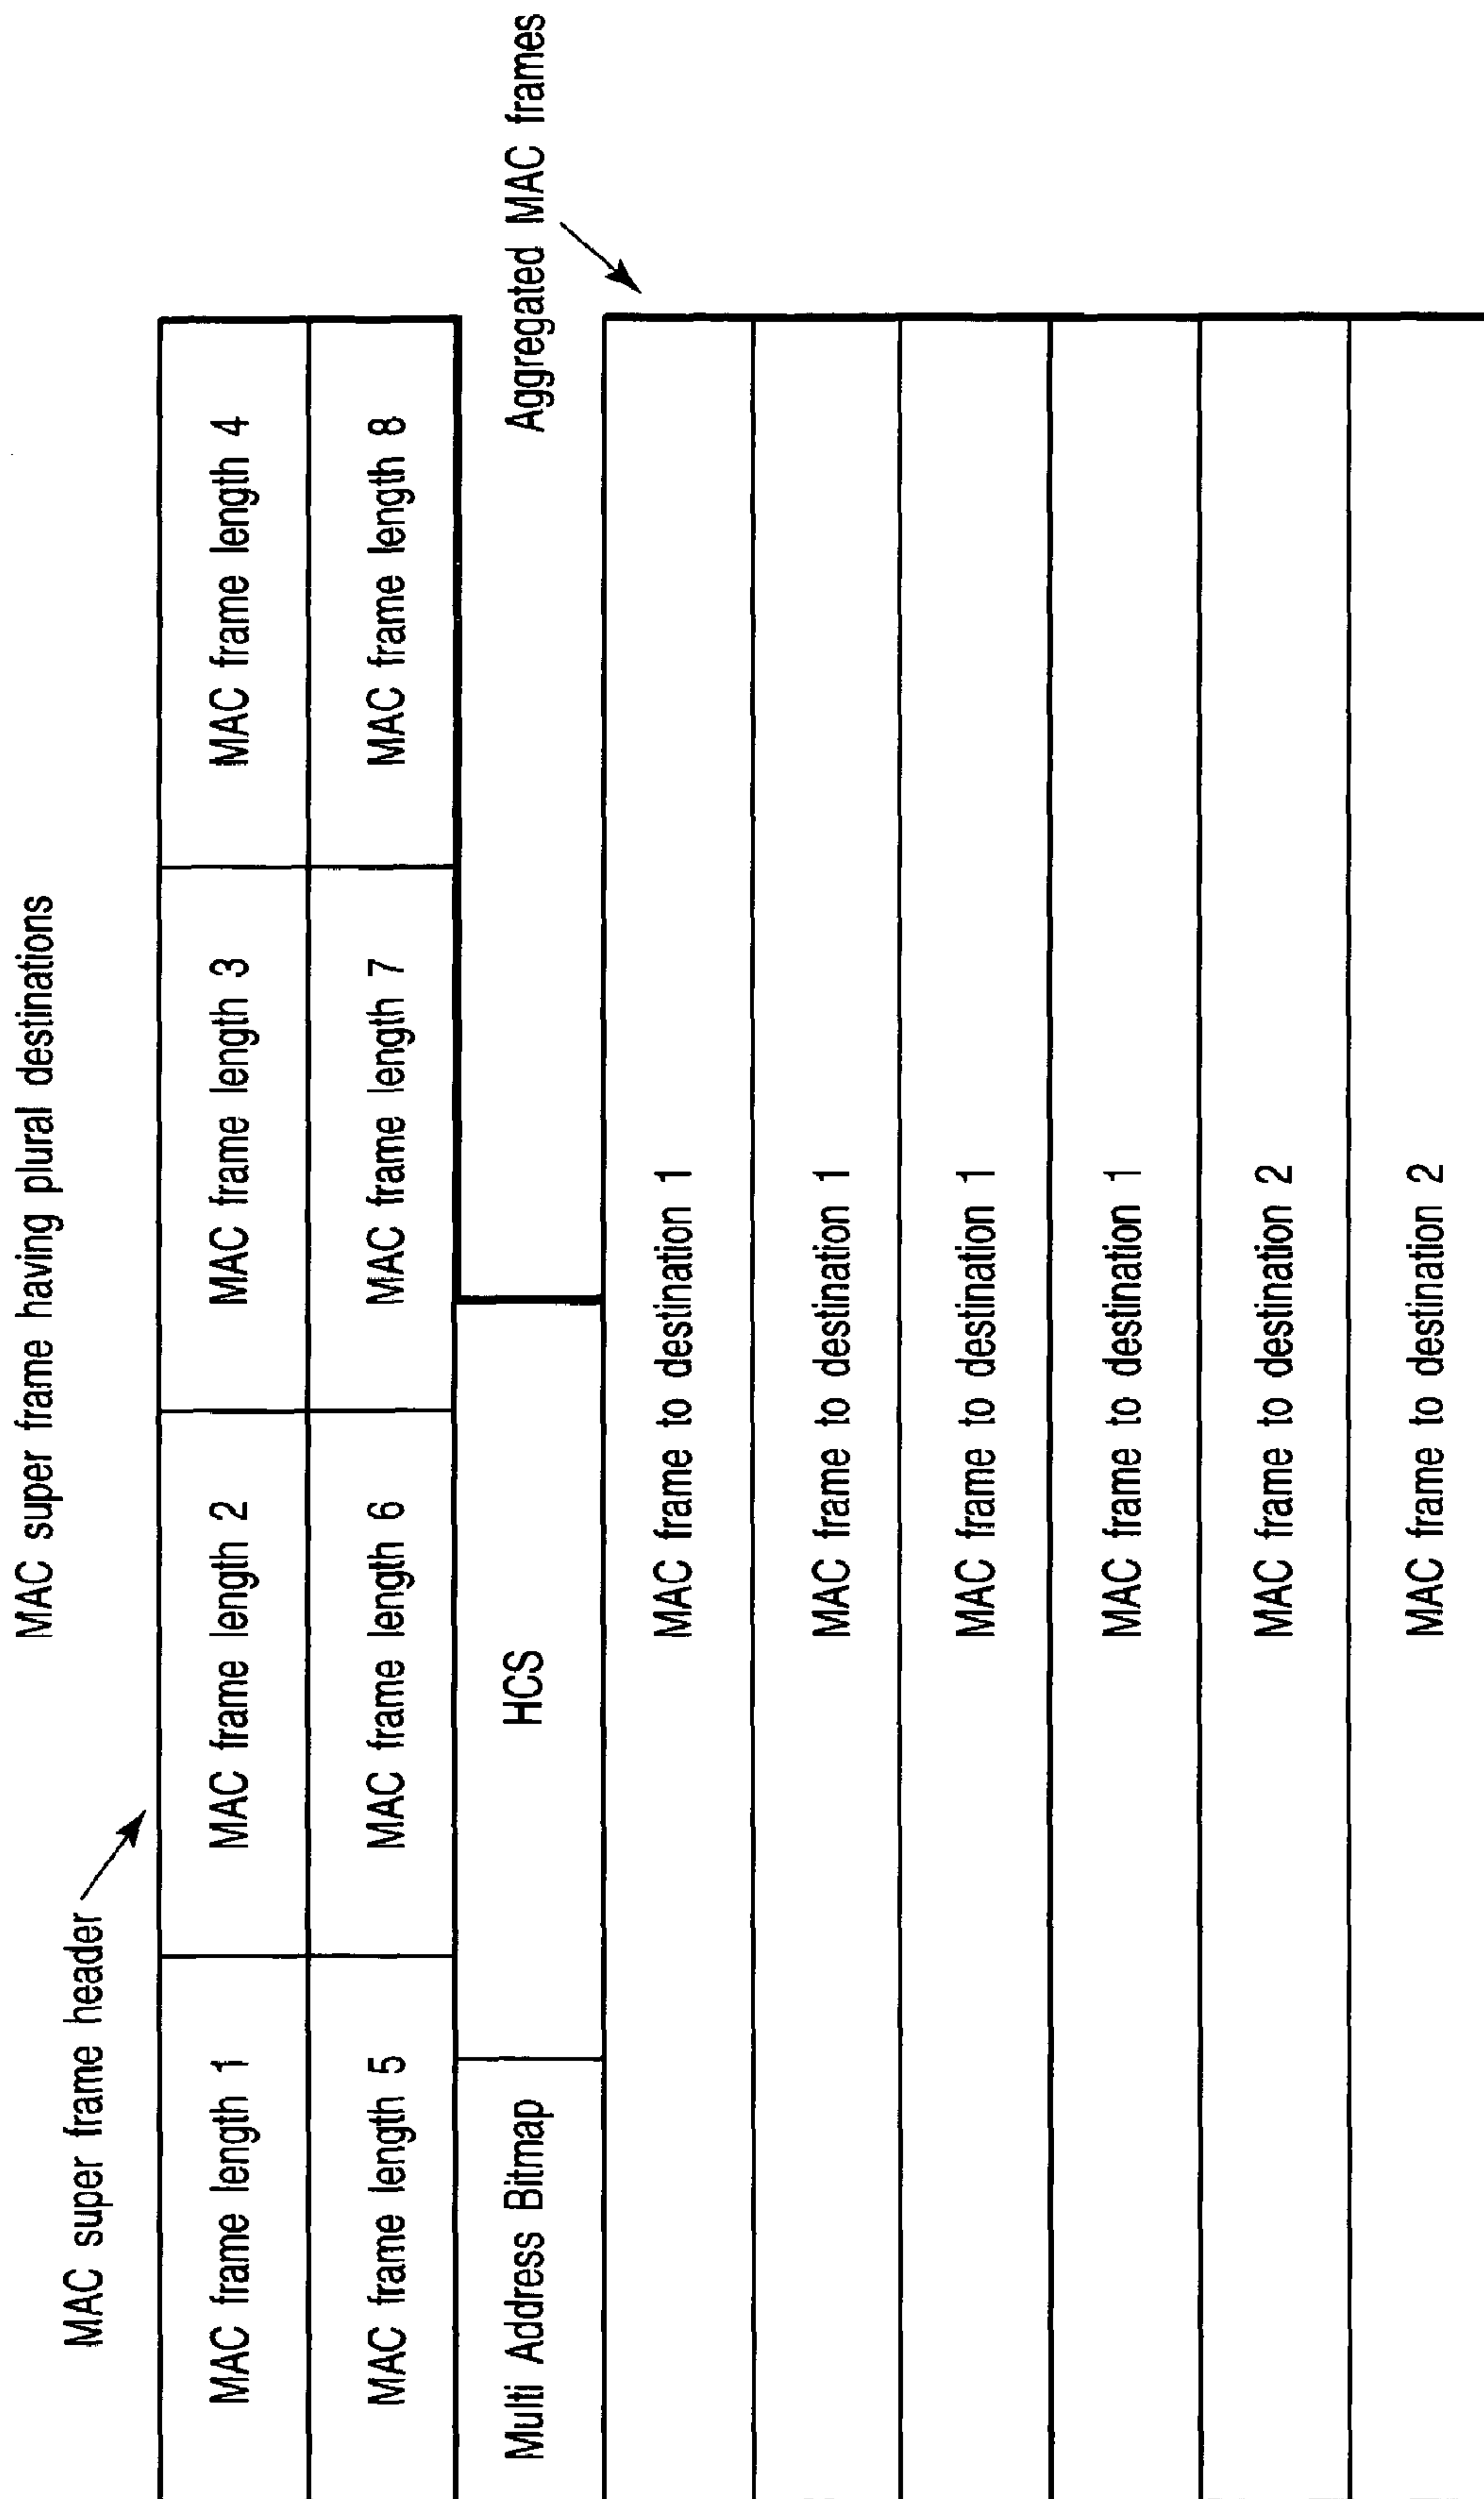 MAC super frame having plural destinations
MAC super frame header
MAC frame length 1
MAC frame length 2
MAC frame length 3
MAC frame length 4
MAC frame length 5
MAC frame length 6
MAC frame length 7
MAC frame length 8
Multi Address Bitmap
HCS
Aggregated MAC frames
MAC frame to destination 1
MAC frame to destination 1
MAC frame to destination 1
MAC frame to destination 1
MAC frame to destination 2
MAC frame to destination 2